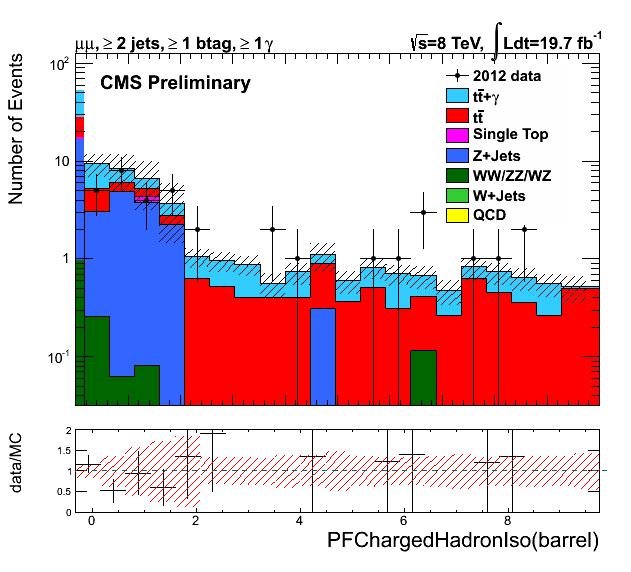 μμ, ≥ 2 jets, ≥ 1 btag, ≥ 1 γ
√s=8 TeV, ∫ Ldt=19.7 fb⁻¹
Number of Events
10²
10
1
10⁻¹
CMS Preliminary
2012 data
tt̄+γ
tt̄
Single Top
Z+Jets
WW/ZZ/WZ
W+Jets
QCD
data/MC
2
1.5
1
0.5
0
0 2 4 6 8
PFChargedHadronIso(barrel)